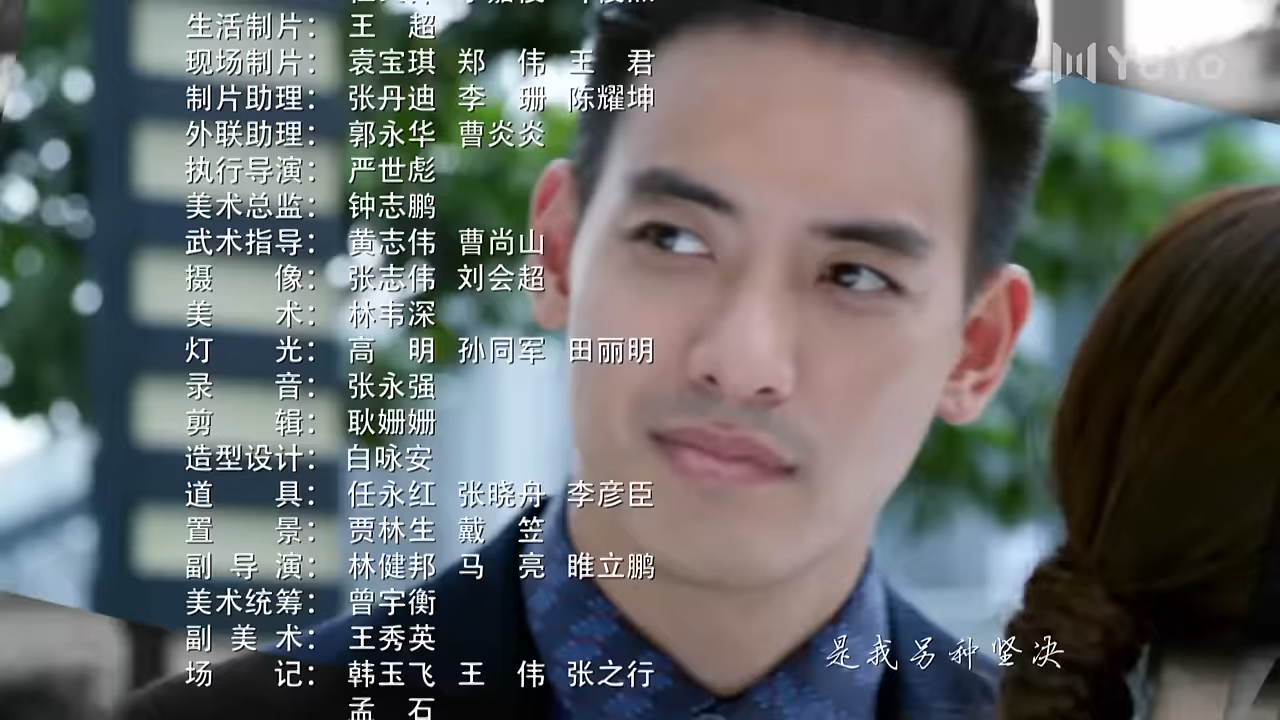 生活制片： 王 超
现场制片： 袁宝琪 郑 伟 王 君
制片助理： 张丹迪 李 珊 陈耀坤
外联助理： 郭永华 曹炎炎
执行导演： 严世彪
美术总监： 钟志鹏
武术指导： 黄志伟 曹尚山
摄 像： 张志伟 刘会超
美 术： 林韦深
灯 光： 高 明 孙同军 田丽明
录 音： 张永强
剪 辑： 耿姗姗
造型设计： 白咏安
道 具： 任永红 张晓舟 李彦臣
置 景： 贾林生 戴 笠
副 导 演： 林健邦 马 亮 睢立鹏
美术统筹： 曾宇衡
副 美 术： 王秀英
场 记： 韩玉飞 王 伟 张之行
孟 石
YoYo
是我另种坚决